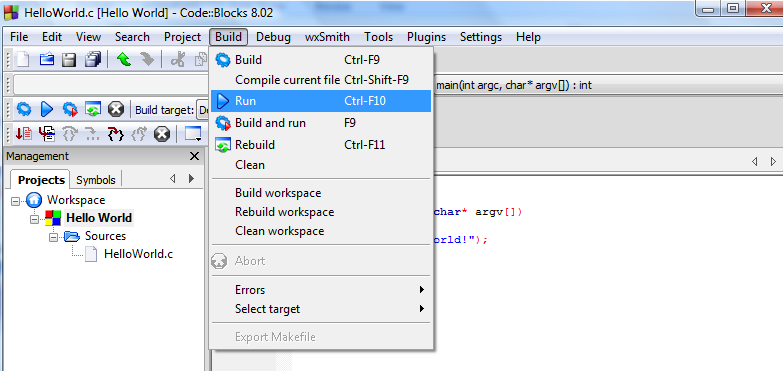 HelloWorld.c [Hello World] - Code::Blocks 8.02
File Edit View Search Project Build Debug wxSmith Tools Plugins Settings Help
Build Ctrl-F9
Compile current file Ctrl-Shift-F9
main(int argc, char* argv[]) : int
Run Ctrl-F10
Build target:
Build and run F9
Rebuild Ctrl-F11
Clean
Management
Projects Symbols
Build workspace
Rebuild workspace
Clean workspace
Workspace
Hello World
Sources
HelloWorld.c
char* argv[])
orld!");
Abort
Errors
Select target
Export Makefile